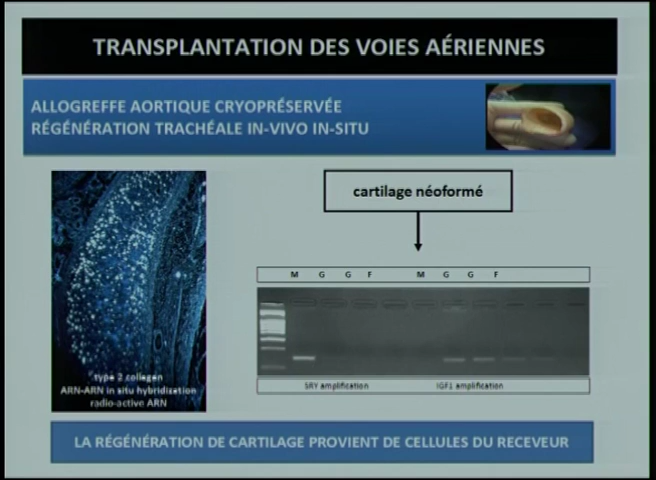 TRANSPLANTATION DES VOIES AÉRIENNES
ALLOGREFFE AORTIQUE CRYOPRÉSERVÉE
RÉGÉNÉRATION TRACHÉALE IN-VIVO IN-SITU
cartilage néoformé
M G G F M G G F
SRY amplification IGF1 amplification
type 2 collagen
ARN-ARN in situ hybridization
radio-active ARN
LA RÉGÉNÉRATION DE CARTILAGE PROVIENT DE CELLULES DU RECEVEUR